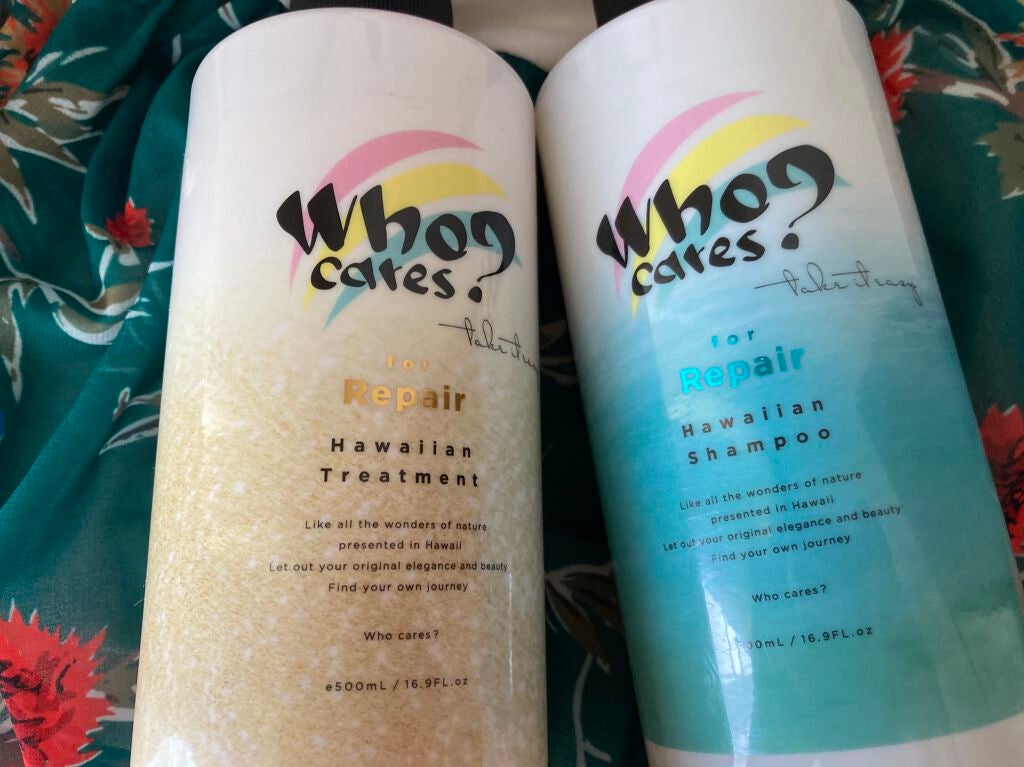 Who
cares?
take it
for
Repair
Hawaiian
Treatment
Like all the wonders of nature
presented in Hawaii
Let out your original elegance and beauty
Find your own journey
Who cares?
e500mL / 16.9FL.oz
Who
cares?
take it easy
for
Repair
Hawaiian
Shampoo
Like all the wonders of nature
presented in Hawaii
Let out your original elegance and beauty
Find your own journey
Who cares?
00mL / 16.9FL.oz